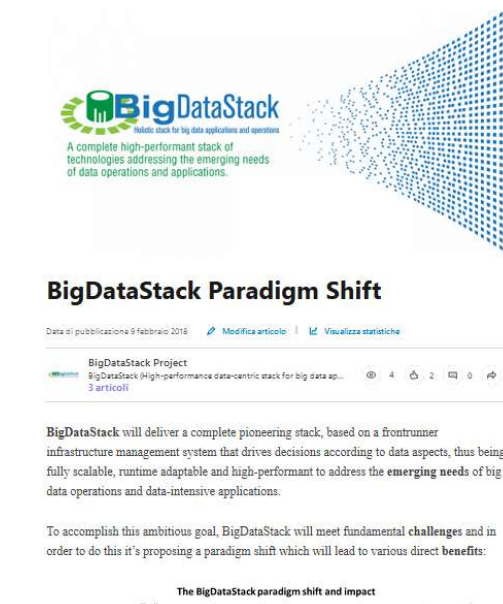 BigDataStack
Holistic stack for big data applications and operations
A complete high-performant stack of
technologies addressing the emerging needs
of data operations and applications.
BigDataStack Paradigm Shift
Data di pubblicazione 9 febbraio 2018 Modifica articolo | Visualizza statistiche
BigDataStack Project
BigDataStack (High-performance data-centric stack for big data ap... 4 2 0
3 articoli
BigDataStack will deliver a complete pioneering stack, based on a frontrunner
infrastructure management system that drives decisions according to data aspects, thus being
fully scalable, runtime adaptable and high-performant to address the emerging needs of big
data operations and data-intensive applications.
To accomplish this ambitious goal, BigDataStack will meet fundamental challenges and in
order to do this it's proposing a paradigm shift which will lead to various direct benefits:
The BigDataStack paradigm shift and impact